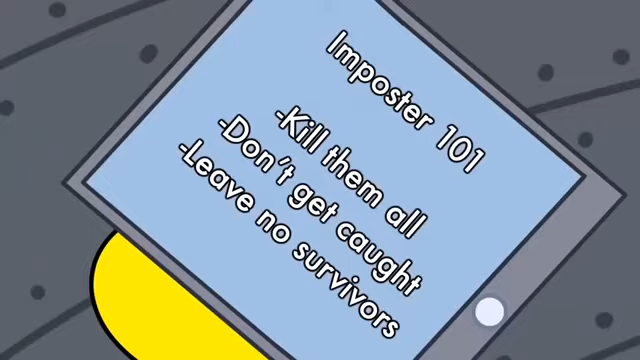 Imposter 101
-Kill them all
-Don't get caught
-Leave no survivors